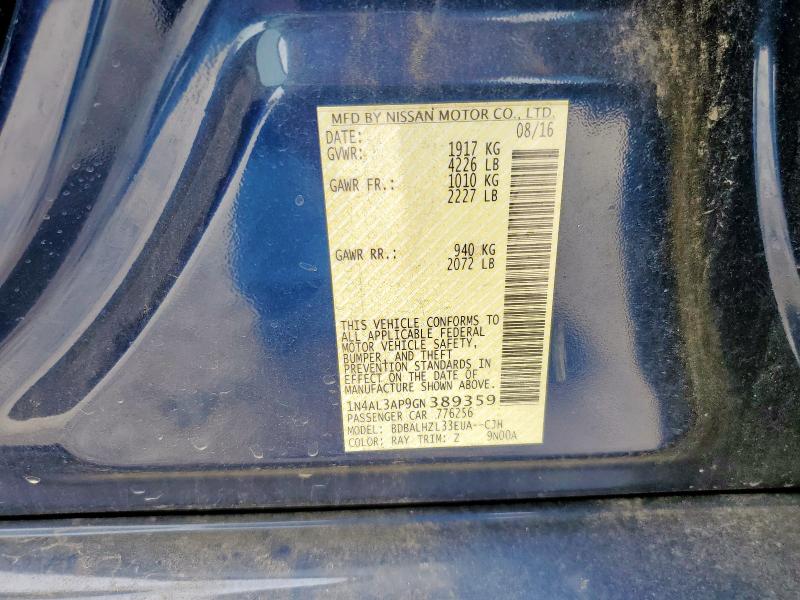 MFD BY NISSAN MOTOR CO., LTD.
DATE: 08/16
GVWR: 1917 KG
4226 LB
GAWR FR.: 1010 KG
2227 LB
GAWR RR.: 940 KG
2072 LB
THIS VEHICLE CONFORMS TO
ALL APPLICABLE FEDERAL
MOTOR VEHICLE SAFETY,
BUMPER, AND THEFT
PREVENTION STANDARDS IN
EFFECT ON THE DATE OF
MANUFACTURE SHOWN ABOVE.
1N4AL3AP9GN389359
PASSENGER CAR 776256
MODEL: BDBALHZL33EUA--CJH
COLOR: RAY TRIM: Z 9N00A